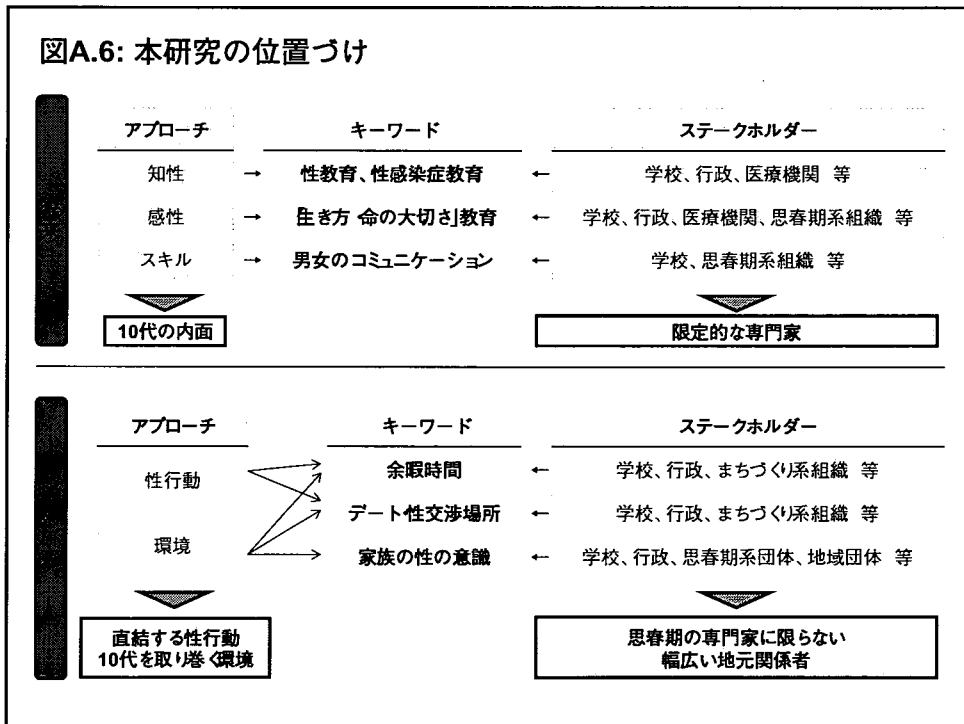 図A.6: 本研究の位置づけ
アプローチ キーワード ステークホルダー
知性 → 性教育、性感染症教育 ← 学校、行政、医療機関 等
感性 → 「生き方 命の大切さ」教育 ← 学校、行政、医療機関、思春期系組織 等
スキル → 男女のコミュニケーション ← 学校、思春期系組織 等
10代の内面 限定的な専門家
アプローチ キーワード ステークホルダー
性行動 余暇時間 ← 学校、行政、まちづくり系組織 等
デート 性交渉場所 ← 学校、行政、まちづくり系組織 等
環境 家族の性の意識 ← 学校、行政、思春期系団体、地域団体 等
直結する性行動
10代を取り巻く環境
思春期の専門家に限らない
幅広い地元関係者